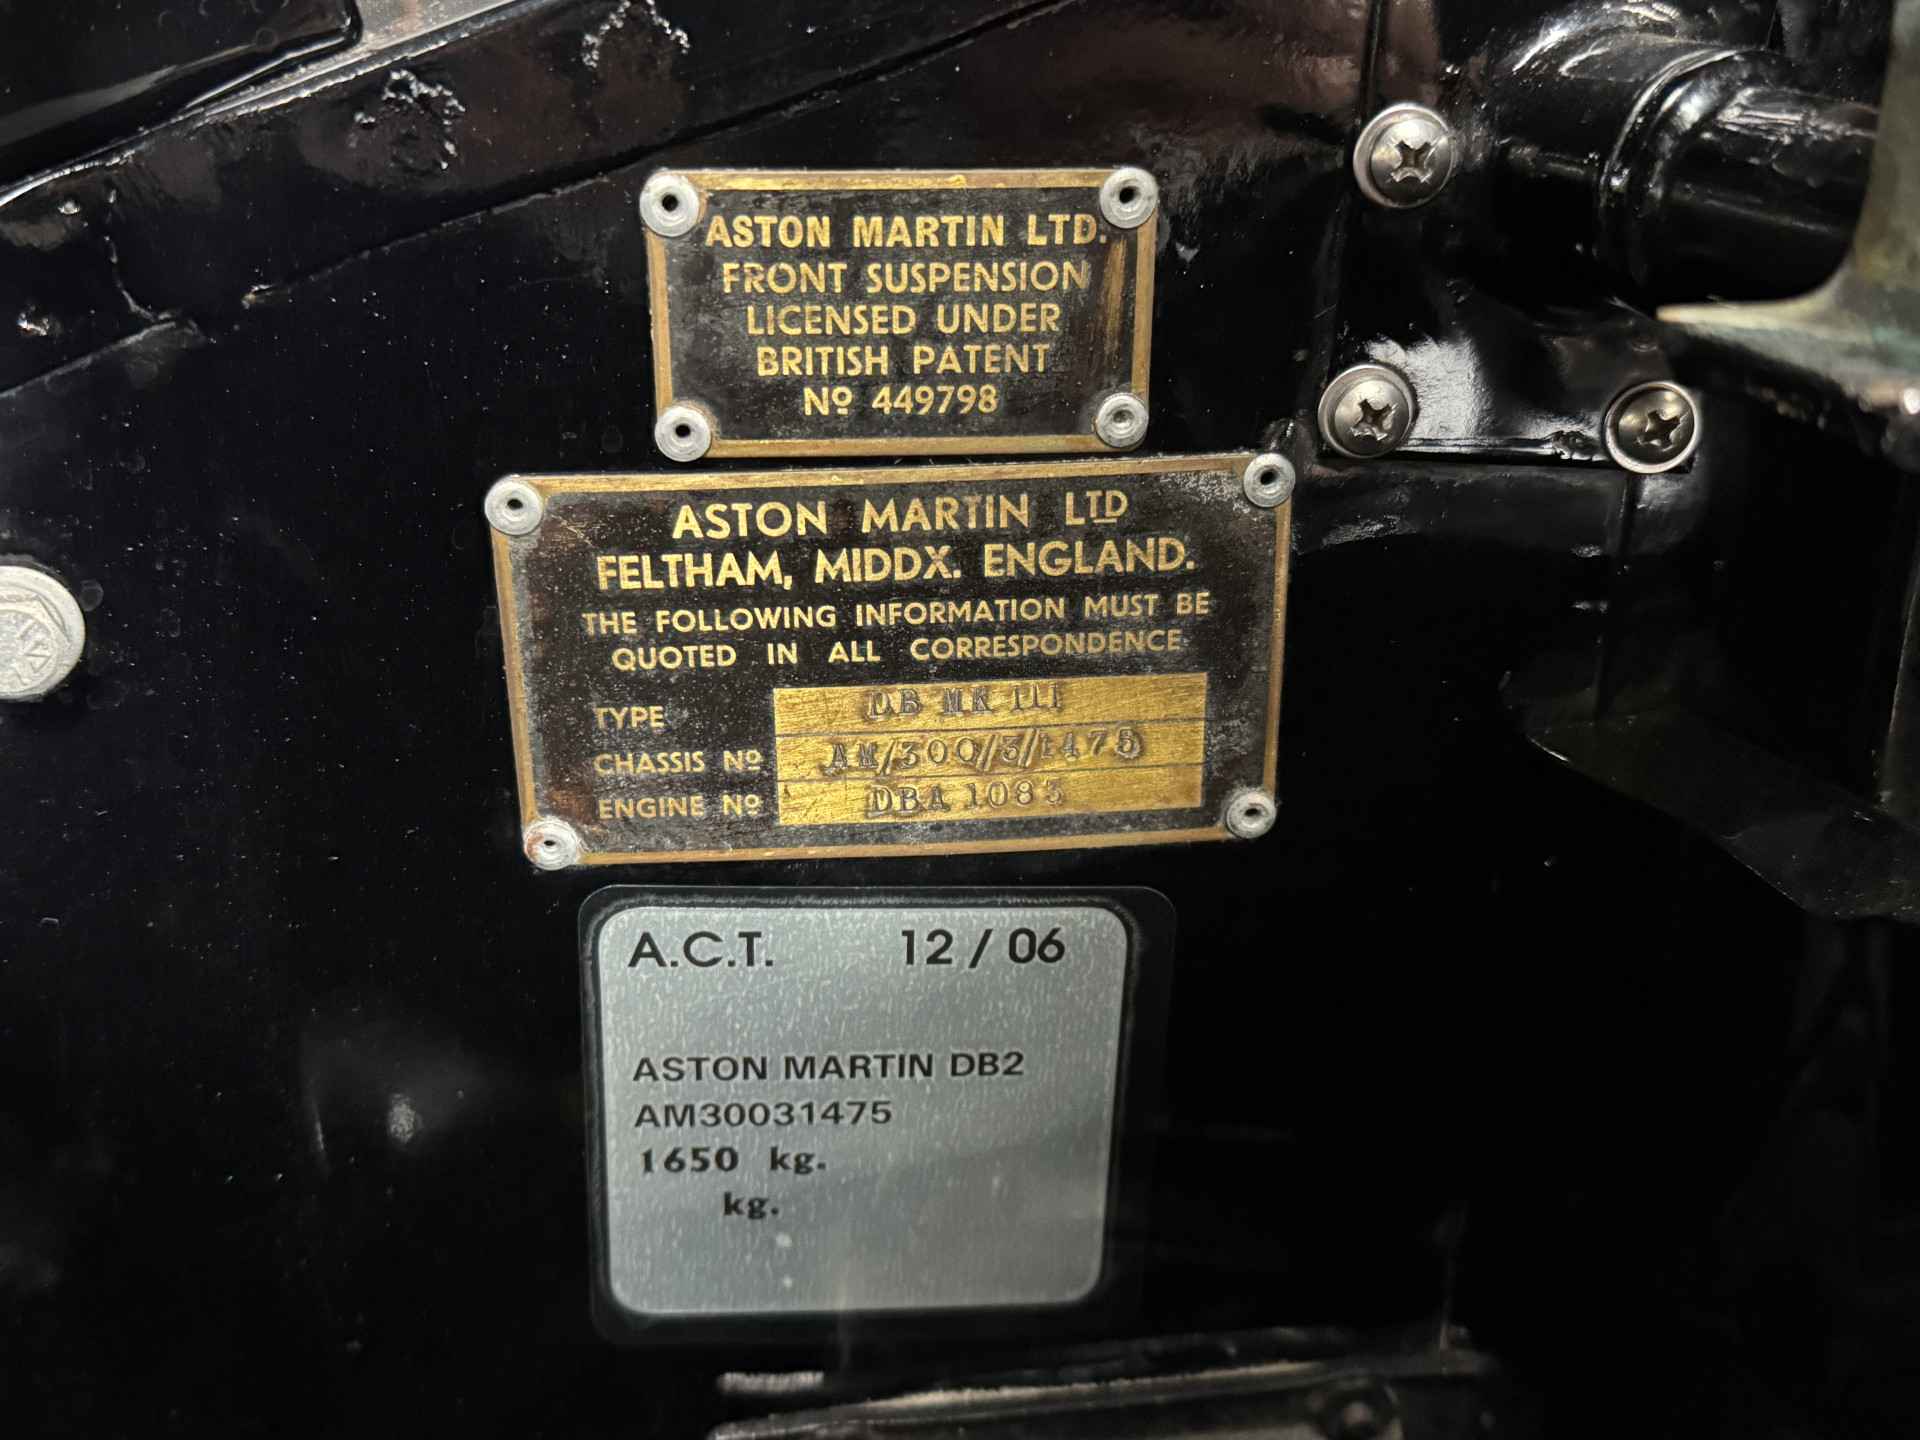 ASTON MARTIN LTD.
FRONT SUSPENSION
LICENSED UNDER
BRITISH PATENT
Nº 449798
ASTON MARTIN LTD
FELTHAM, MIDDX. ENGLAND.
THE FOLLOWING INFORMATION MUST BE
QUOTED IN ALL CORRESPONDENCE
TYPE DB MK III
CHASSIS Nº AM/300/3/1475
ENGINE Nº DBA 1083
A.C.T. 12 / 06
ASTON MARTIN DB2
AM30031475
1650 kg.
kg.